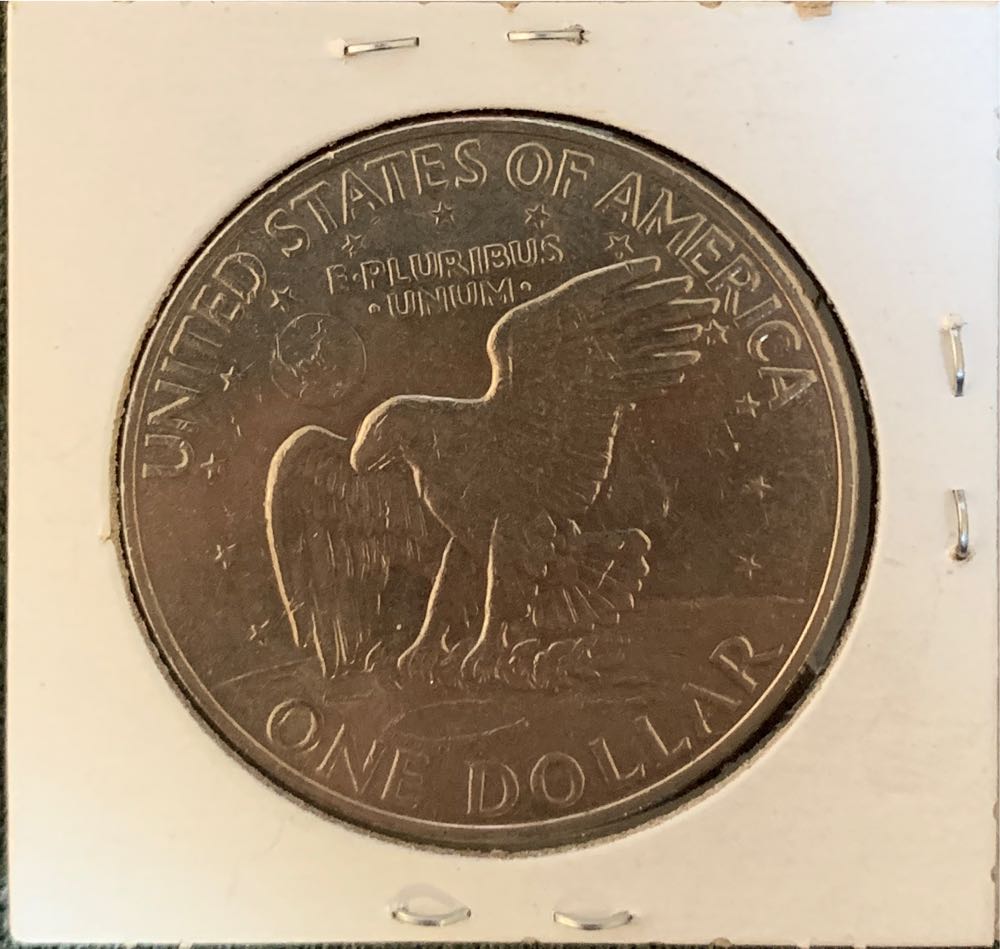 UNITED STATES OF AMERICA
E·PLURIBUS
·UNUM·
ONE DOLLAR